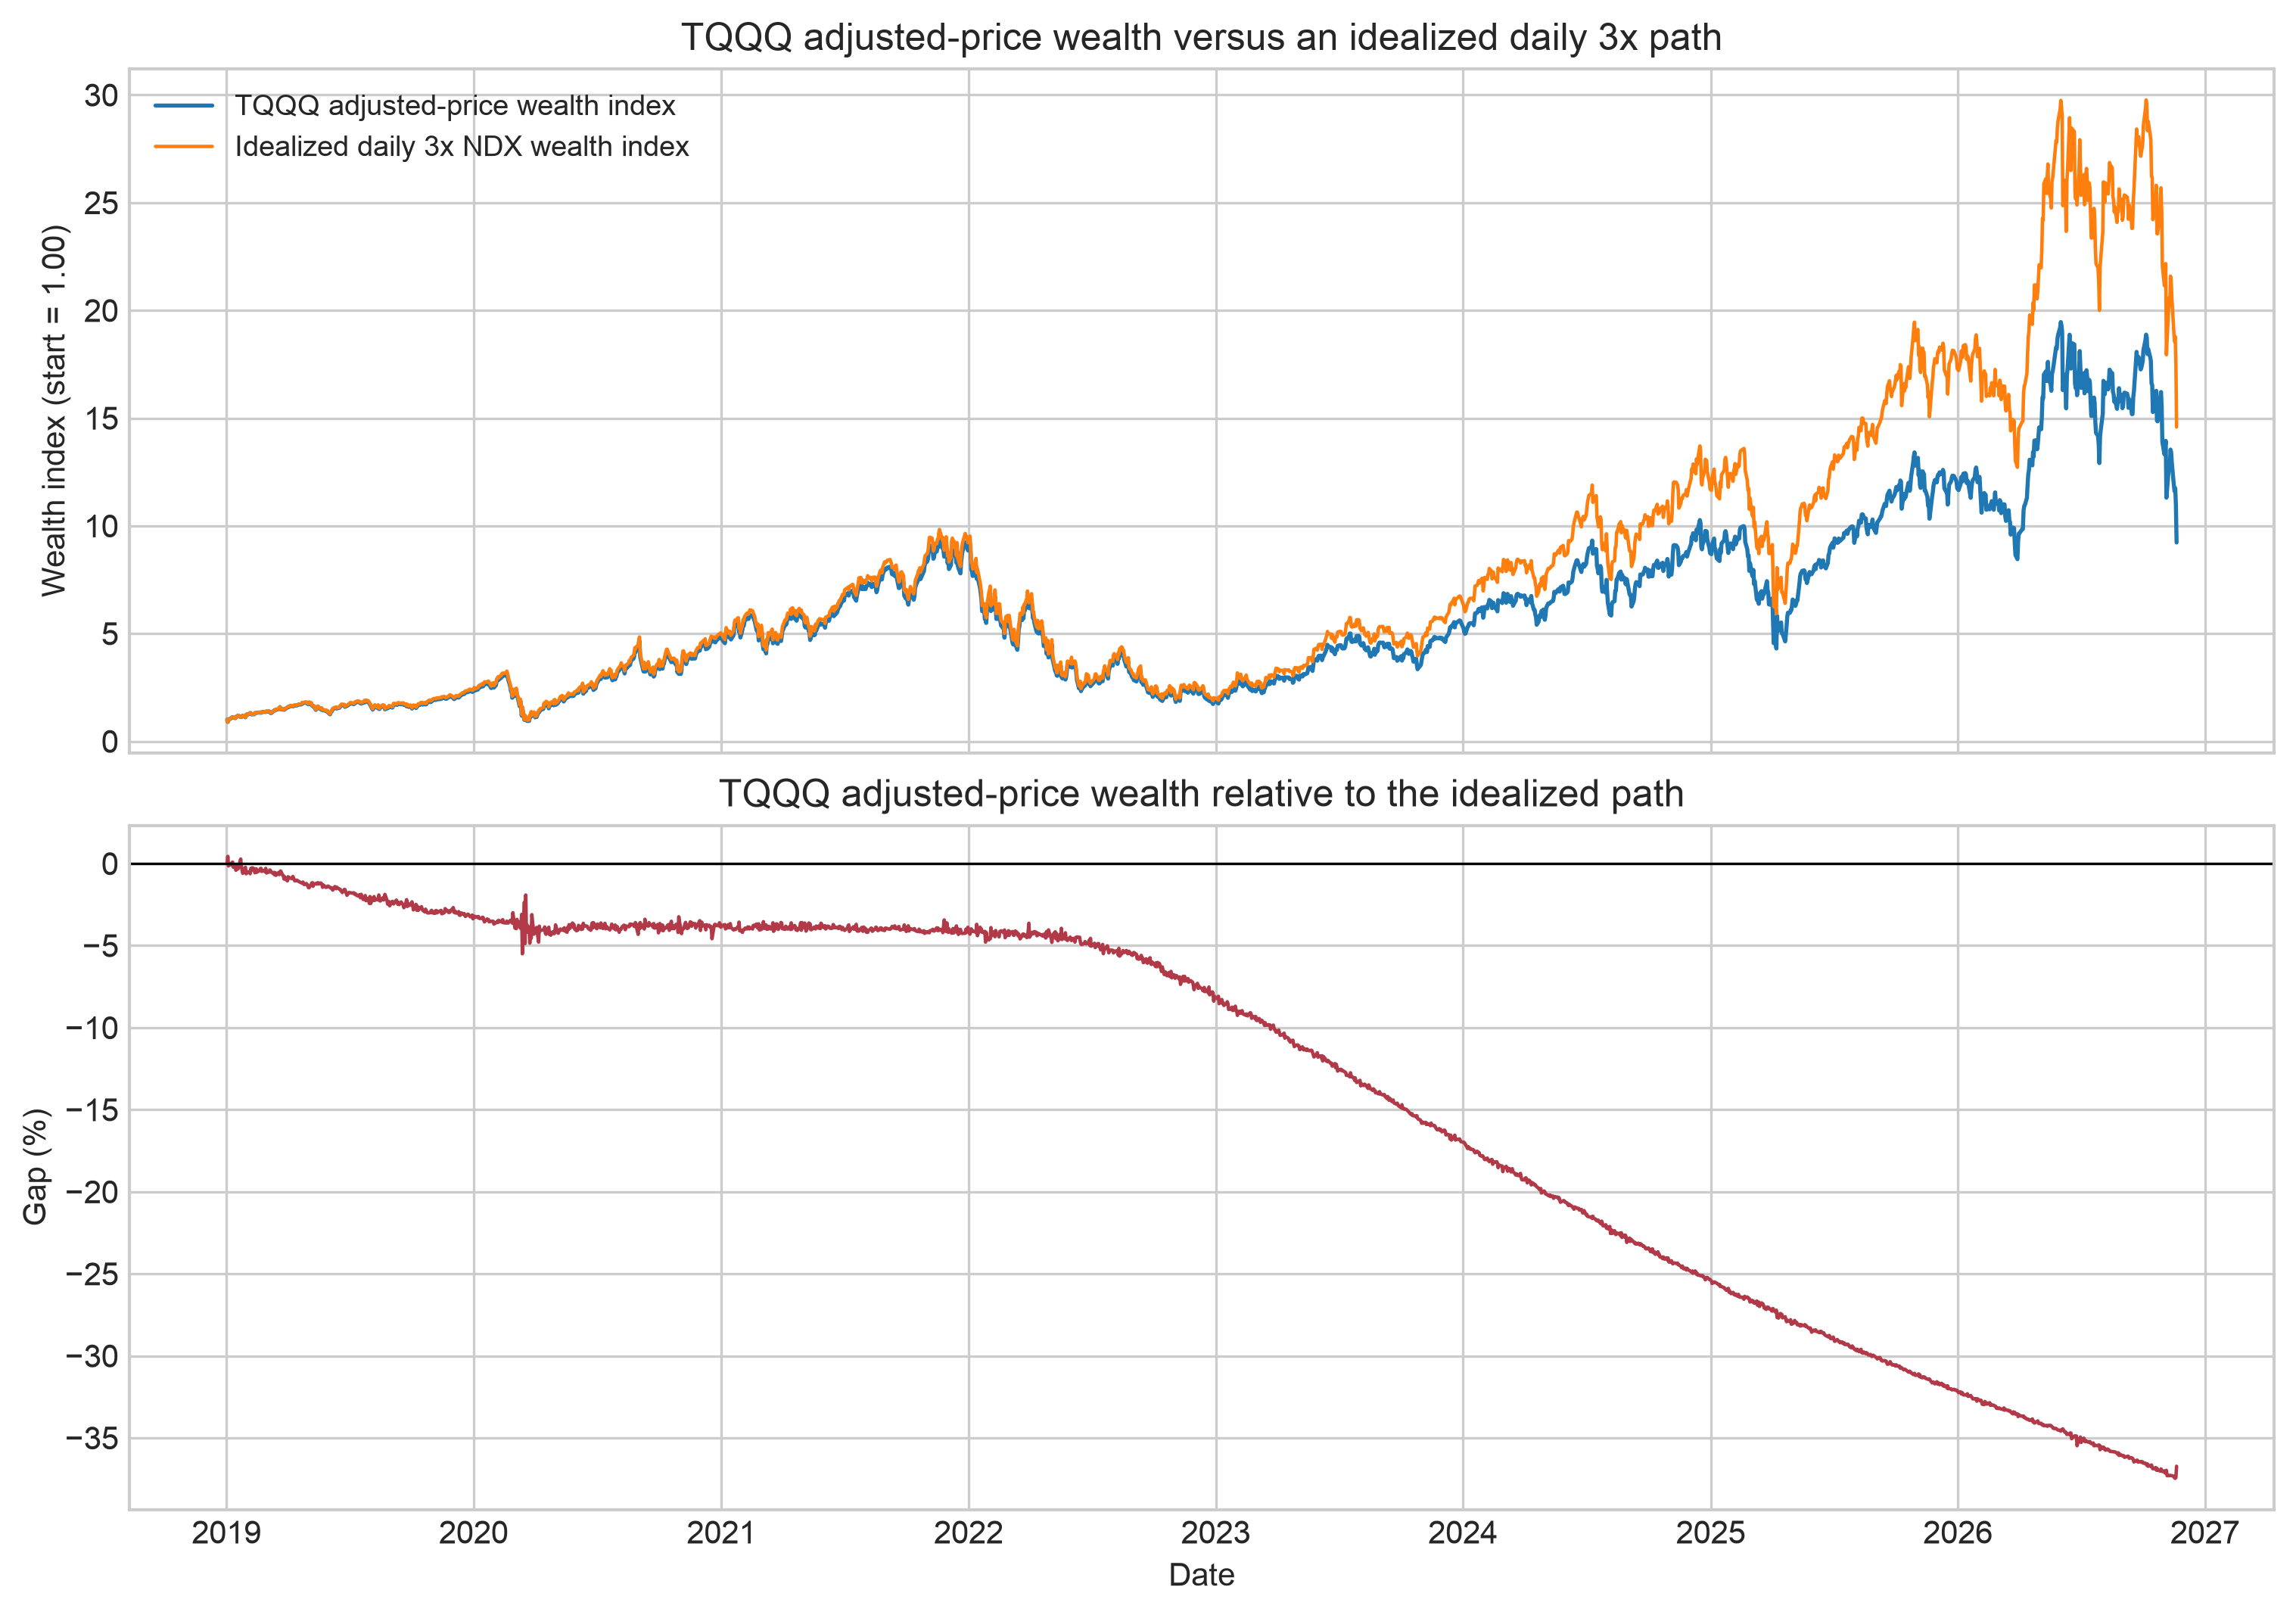 TQQQ adjusted-price wealth versus an idealized daily 3x path
TQQQ adjusted-price wealth index
Idealized daily 3x NDX wealth index
Wealth index (start = 1.00)
30
25
20
15
10
5
0
TQQQ adjusted-price wealth relative to the idealized path
Gap (%)
0
−5
−10
−15
−20
−25
−30
−35
2019 2020 2021 2022 2023 2024 2025 2026 2027
Date